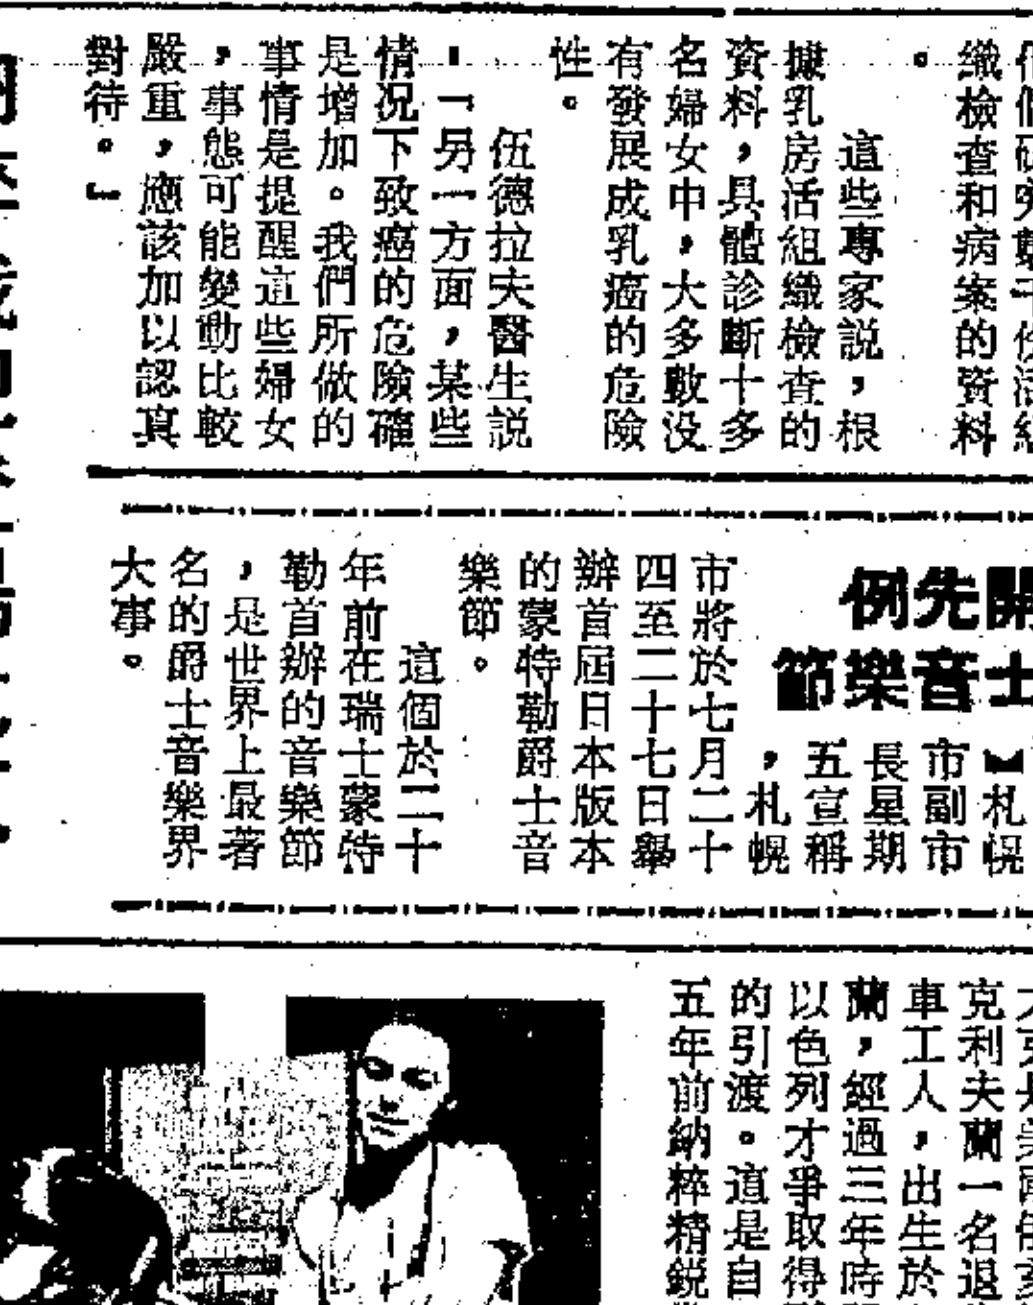 織檢查和病案的資料
。
這些專家説，根
據乳房活組織檢查的
資料，具體診斷十多
名婦女中，大多數没
有發展成乳癌的危險
性。
伍德拉夫醫生説
：「另一方面，某些
情況下致癌的危險確
是增加。我們所做的
事情是提醒這些婦女
，事態可能變動比較
嚴重，應該加以認真
對待。」
開先例
士音樂節
札幌
市副市
長星期
五宣稱
，札幌
市將於七月二十
四至二十七日舉
辦首屆日本版本
的蒙特勒爵士音
樂節。
這個於二十
年前在瑞士蒙特
勒首辦的音樂節
，是世界上最著
名的爵士音樂界
大事。
克利夫蘭一名退
車工人，出生於
蘭，經過三年時
以色列才爭取得
的引渡。這是自
五年前納粹精鋭